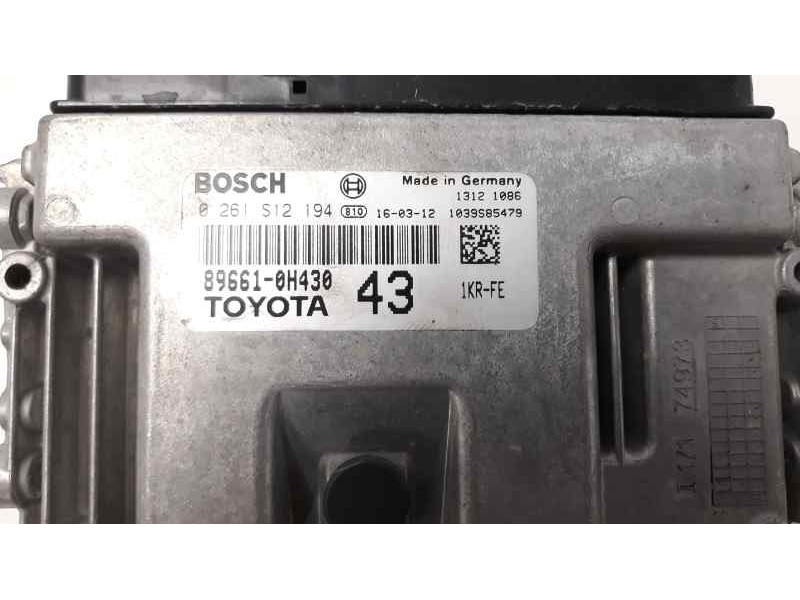 BOSCH Made in Germany
1312 1086
0 261 S12 194 810 16-03-12 1039S85479
89661-0H430
TOYOTA 43 1KR-FE
74973